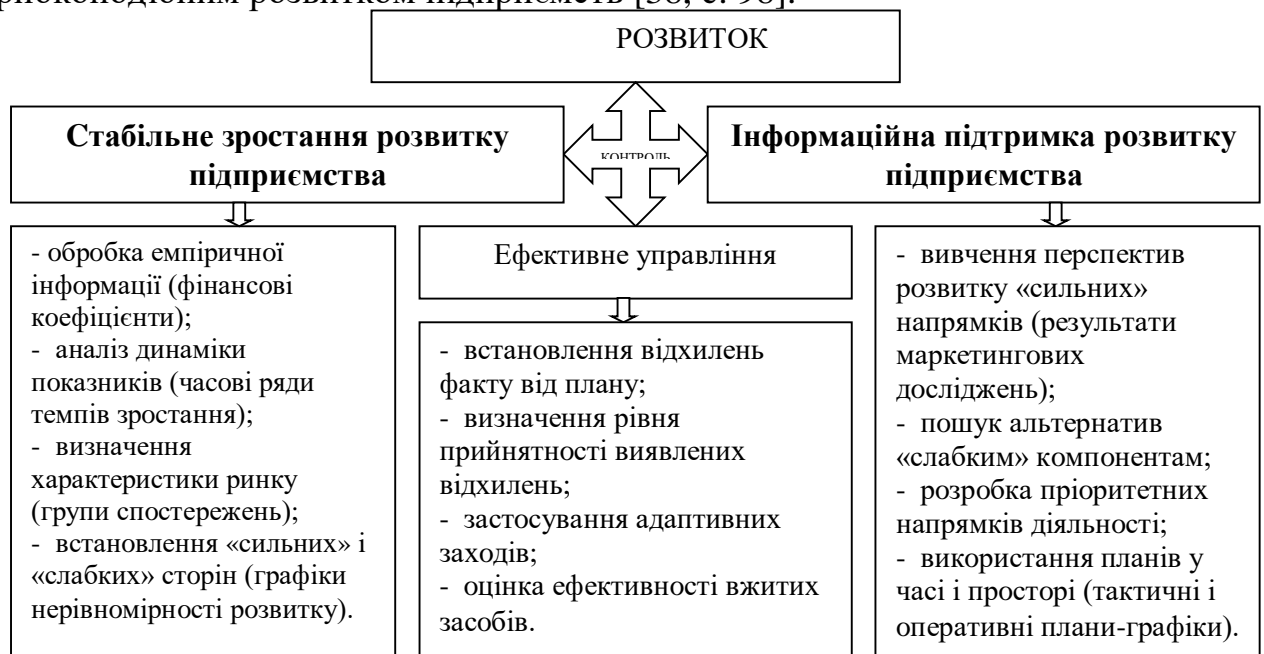 розвитком підприємств [38, с. 98].
РОЗВИТОК
Стабільне зростання розвитку
підприємства
КОНТРОЛЬ
Інформаційна підтримка розвитку
підприємства
- обробка емпіричної
інформації (фінансові
коефіцієнти);
- аналіз динаміки
показників (часові ряди
темпів зростання);
- визначення
характеристики ринку
(групи спостережень);
- встановлення «сильних» і
«слабких» сторін (графіки
нерівномірності розвитку).
Ефективне управління
- встановлення відхилень
факту від плану;
- визначення рівня
прийнятності виявлених
відхилень;
- застосування адаптивних
заходів;
- оцінка ефективності вжитих
засобів.
- вивчення перспектив
розвитку «сильних»
напрямків (результати
маркетингових
досліджень);
- пошук альтернатив
«слабким» компонентам;
- розробка пріоритетних
напрямків діяльності;
- використання планів у
часі і просторі (тактичні і
оперативні плани-графіки).